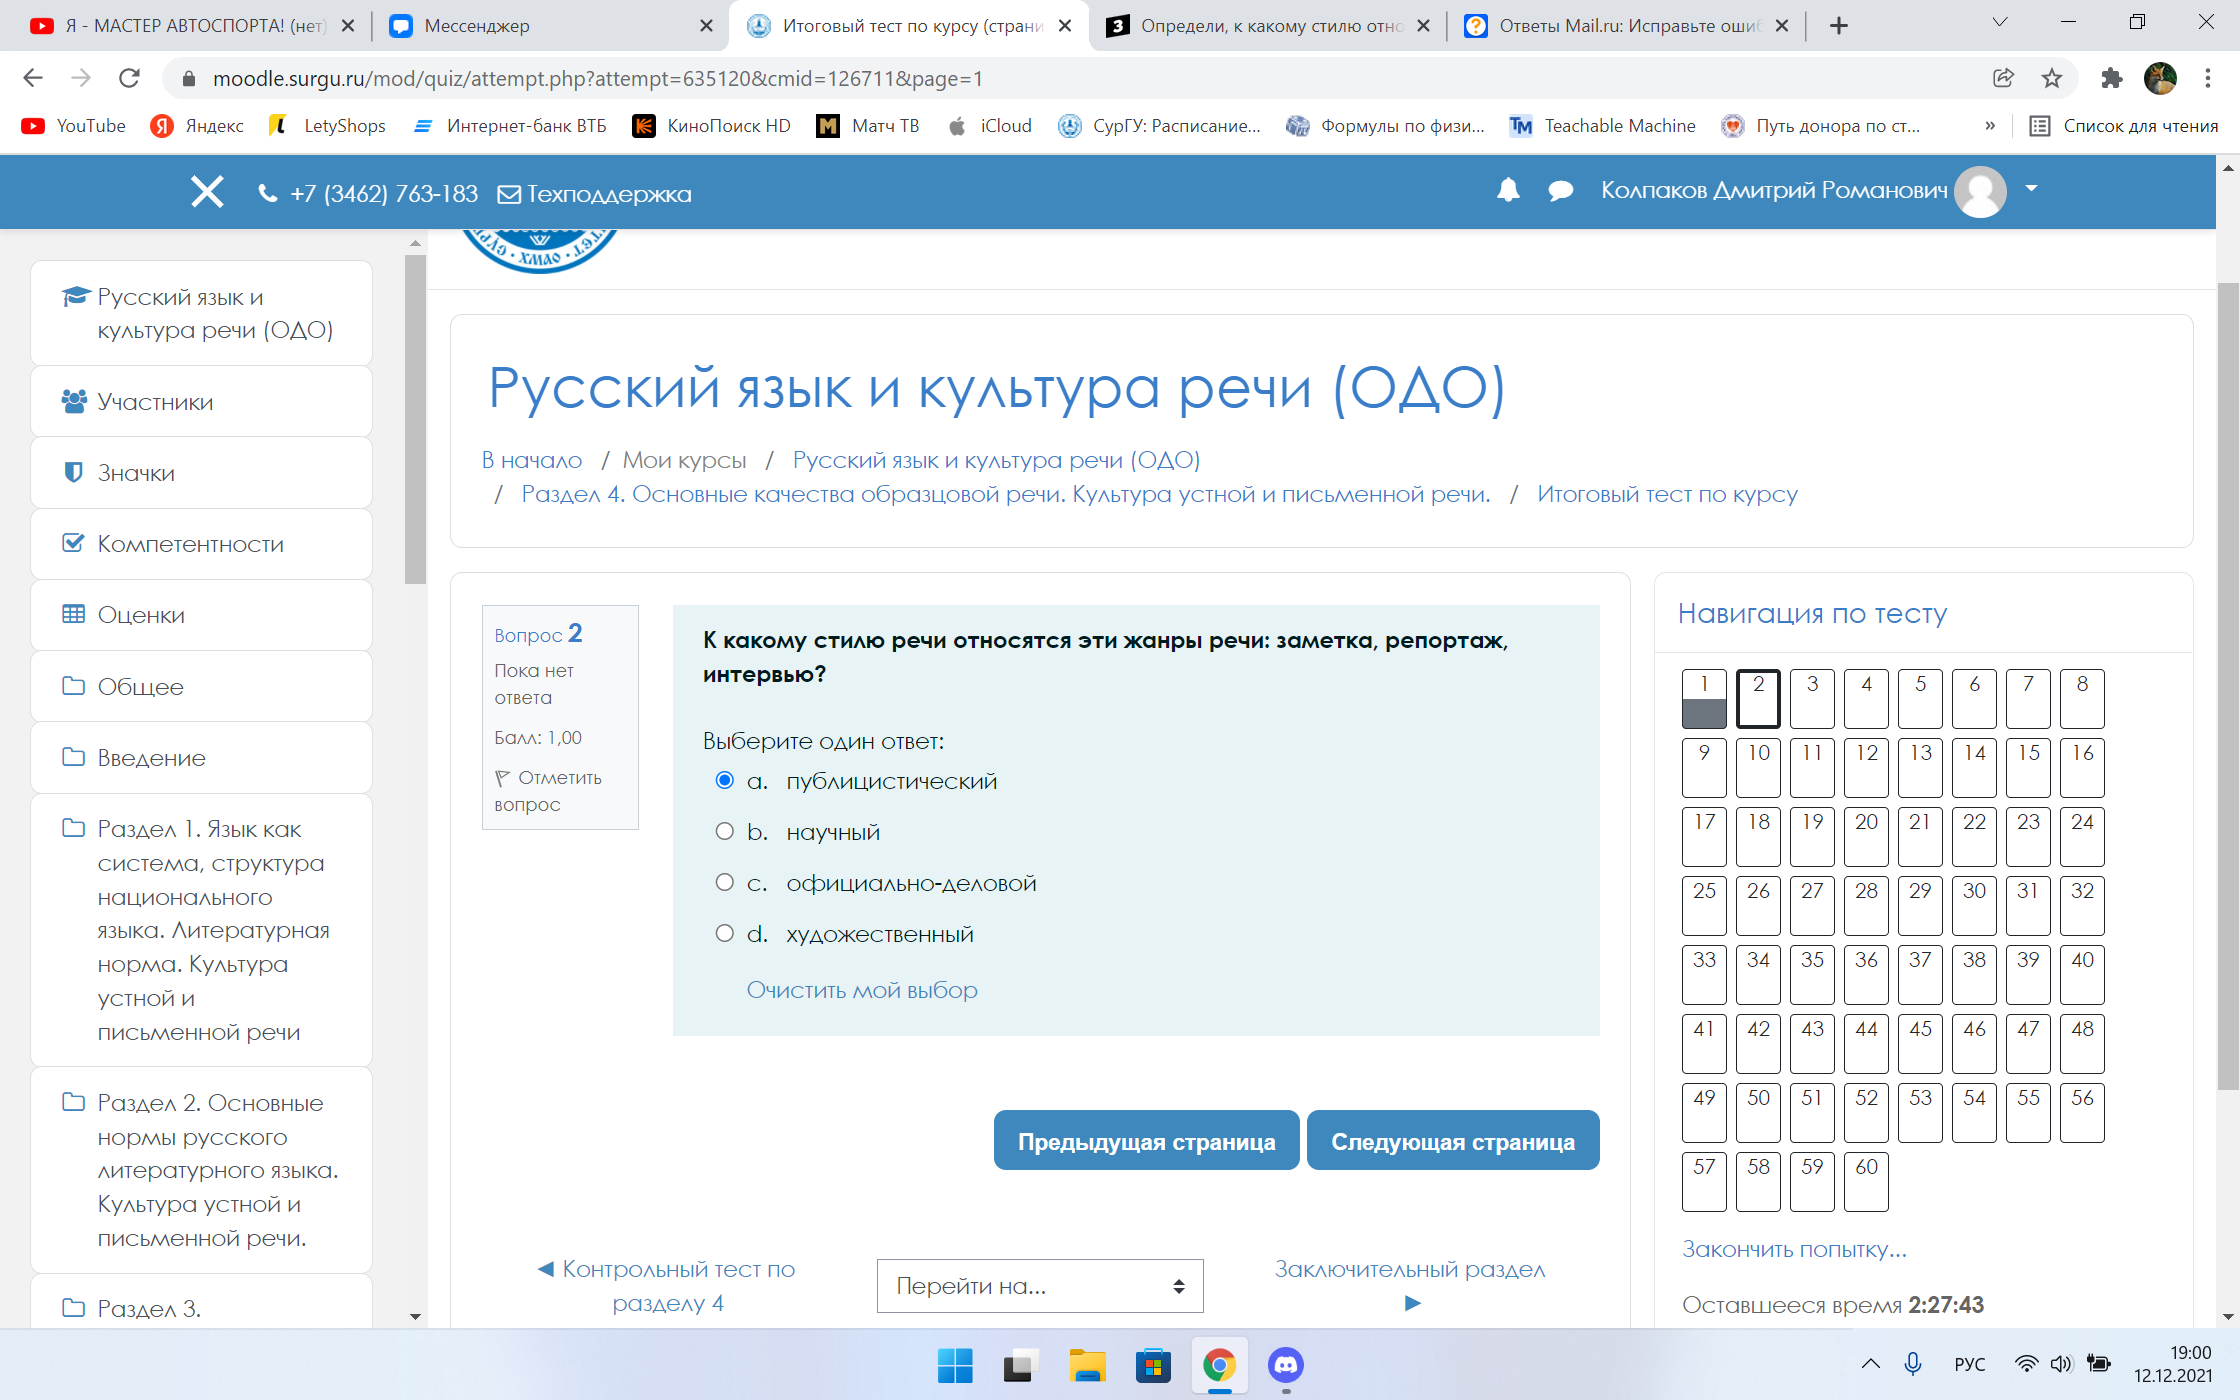 Я - МАСТЕР АВТОСПОРТА! (нет)
Мессенджер
Итоговый тест по курсу (страни
Определи, к какому стилю отно
Ответы Mail.ru: Исправьте ошиб
moodle.surgu.ru/mod/quiz/attempt.php?attempt=635120&cmid=126711&page=1
YouTube
Яндекс
LetyShops
Интернет-банк ВТБ
КиноПоиск HD
Матч ТВ
iCloud
СурГУ: Расписание...
Формулы по физи...
Teachable Machine
Путь донора по ст...
»
Список для чтения
+7 (3462) 763-183
Техподдержка
Колпаков Дмитрий Романович
Русский язык и
культура речи (ОДО)
Участники
Значки
Компетентности
Оценки
Общее
Введение
Раздел 1. Язык как
система, структура
национального
языка. Литературная
норма. Культура
устной и
письменной речи
Раздел 2. Основные
нормы русского
литературного языка.
Культура устной и
письменной речи.
Раздел 3.
ХМАО
Русский язык и культура речи (ОДО)
В начало / Мои курсы / Русский язык и культура речи (ОДО)
/ Раздел 4. Основные качества образцовой речи. Культура устной и письменной речи. / Итоговый тест по курсу
Вопрос 2
Пока нет
ответа
Балл: 1,00
Отметить
вопрос
К какому стилю речи относятся эти жанры речи: заметка, репортаж,
интервью?
Выберите один ответ:
a. публицистический
b. научный
c. официально-деловой
d. художественный
Очистить мой выбор
Предыдущая страница
Следующая страница
◄ Контрольный тест по
разделу 4
Перейти на...
Заключительный раздел
►
Навигация по тесту
1 2 3 4 5 6 7 8
9 10 11 12 13 14 15 16
17 18 19 20 21 22 23 24
25 26 27 28 29 30 31 32
33 34 35 36 37 38 39 40
41 42 43 44 45 46 47 48
49 50 51 52 53 54 55 56
57 58 59 60
Закончить попытку...
Оставшееся время 2:27:43
РУС
19:00
12.12.2021